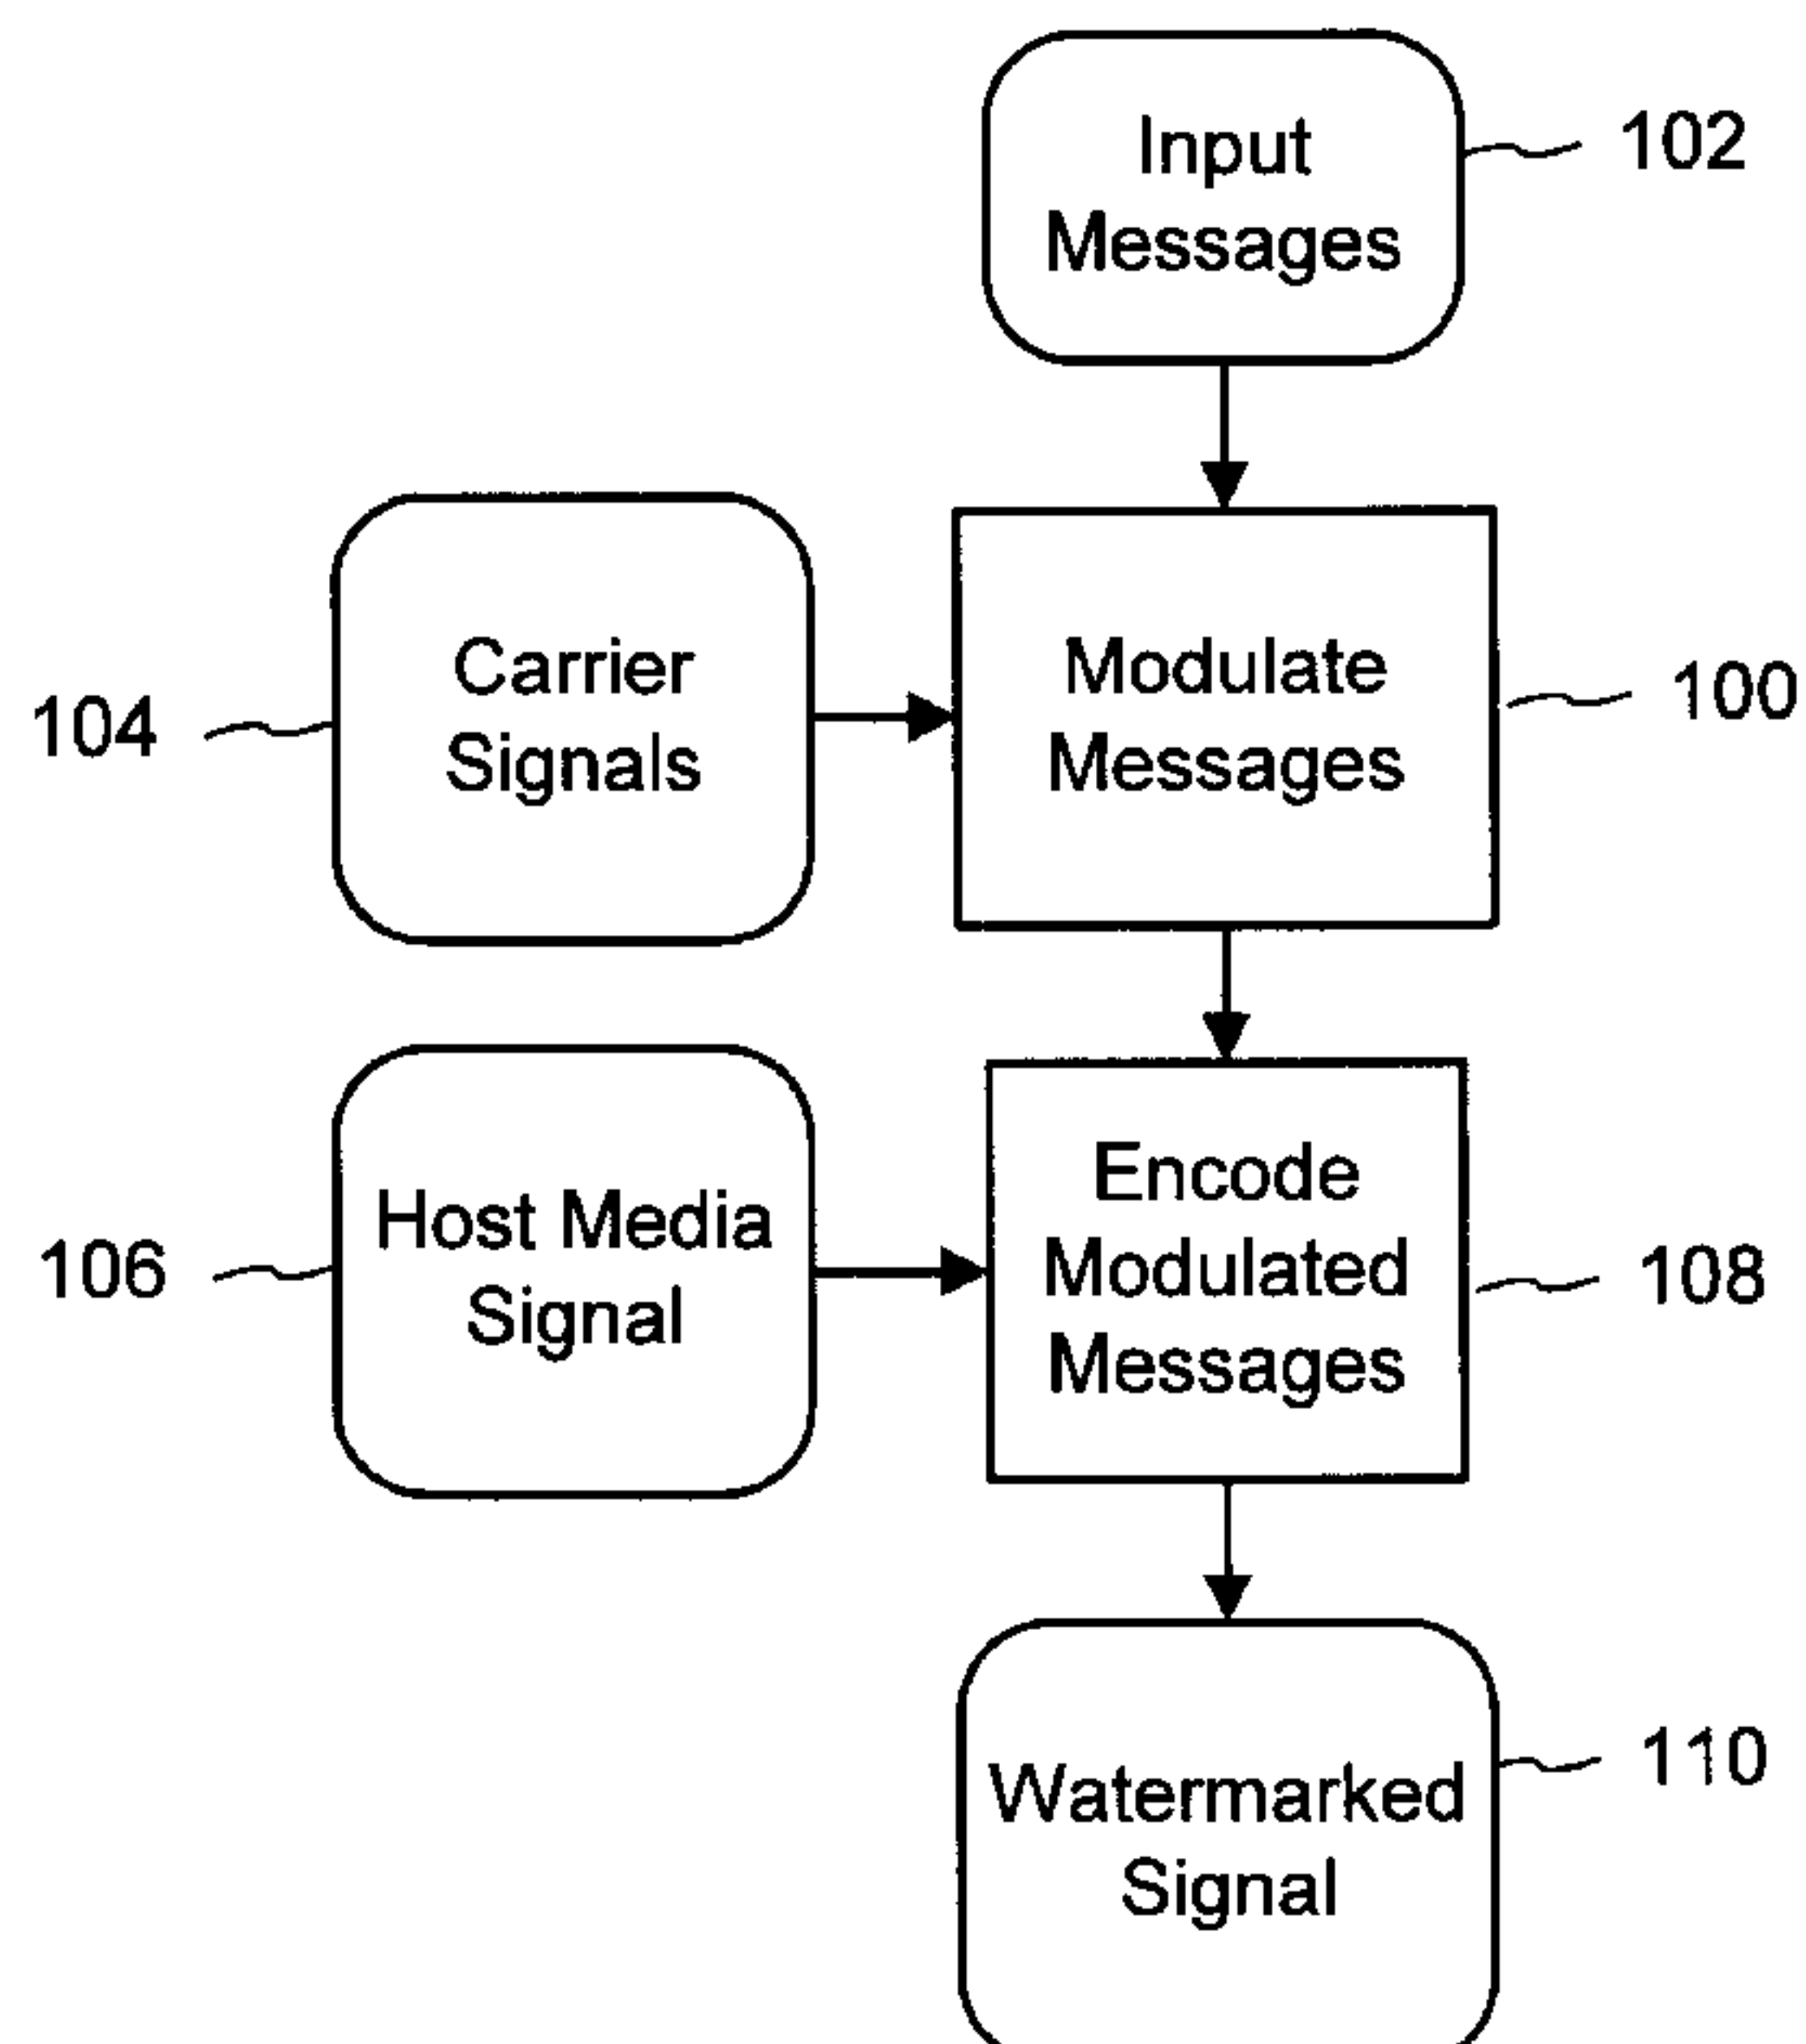 Input
Messages
102
Carrier
Signals
104
Modulate
Messages
100
Host Media
Signal
106
Encode
Modulated
Messages
108
Watermarked
Signal
110